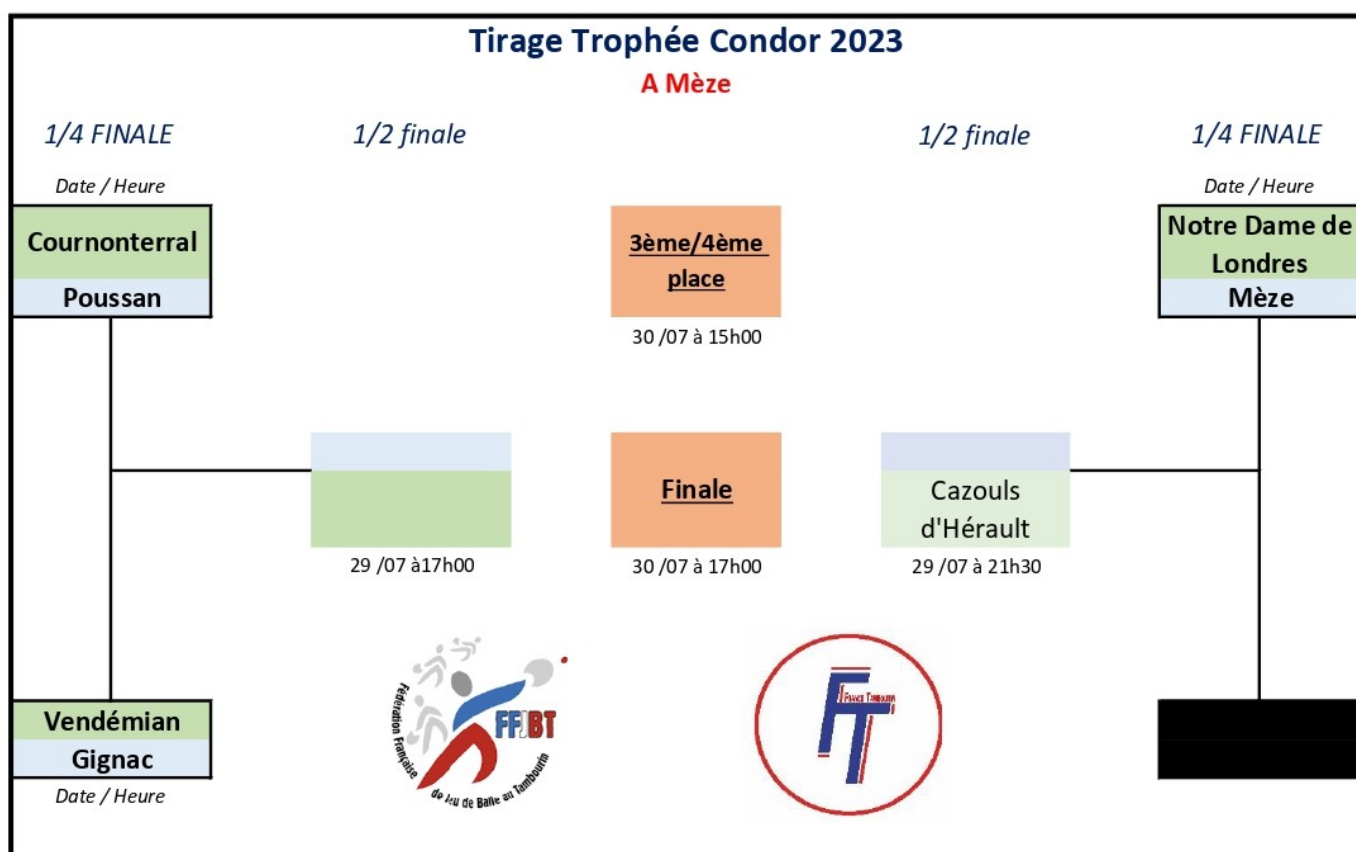 Tirage Trophée Condor 2023
A Mèze
1/4 FINALE
1/2 finale
1/2 finale
1/4 FINALE
Date / Heure
Date / Heure
Cournonterral
Poussan
3ème/4ème
place
30 /07 à 15h00
Notre Dame de
Londres
Mèze
29 /07 à17h00
Finale
30 /07 à 17h00
Cazouls
d'Hérault
29 /07 à 21h30
Vendémian
Gignac
Date / Heure
Fédération Française
de Jeu de Balle au Tambourin
FFJBT
FRANCE TAMBOURIN
FT